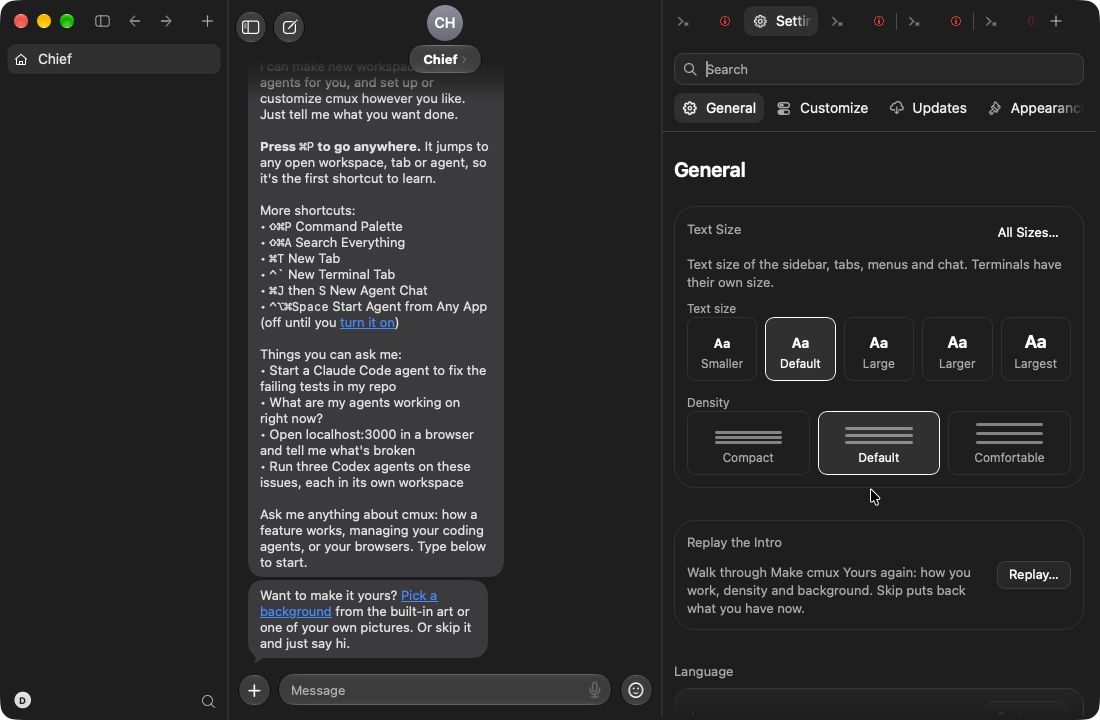 Chief
CH
Chief
I can make new workspac
agents for you, and set up or
customize cmux however you like.
Just tell me what you want done.
Press ⌘P to go anywhere. It jumps to
any open workspace, tab or agent, so
it's the first shortcut to learn.
More shortcuts:
• ⇧⌘P Command Palette
• ⇧⌘A Search Everything
• ⌘T New Tab
• ^` New Terminal Tab
• ⌘J then S New Agent Chat
• ^⌥⌘Space Start Agent from Any App
(off until you turn it on)
Things you can ask me:
• Start a Claude Code agent to fix the
failing tests in my repo
• What are my agents working on
right now?
• Open localhost:3000 in a browser
and tell me what's broken
• Run three Codex agents on these
issues, each in its own workspace
Ask me anything about cmux: how a
feature works, managing your coding
agents, or your browsers. Type below
to start.
Want to make it yours? Pick a
background from the built-in art or
one of your own pictures. Or skip it
and just say hi.
Message
D
Settin
Search
General
Customize
Updates
Appearanc
General
Text Size
All Sizes...
Text size of the sidebar, tabs, menus and chat. Terminals have
their own size.
Text size
Aa Aa Aa Aa Aa
Smaller Default Large Larger Largest
Density
Compact Default Comfortable
Replay the Intro
Walk through Make cmux Yours again: how you
work, density and background. Skip puts back
what you have now.
Replay...
Language